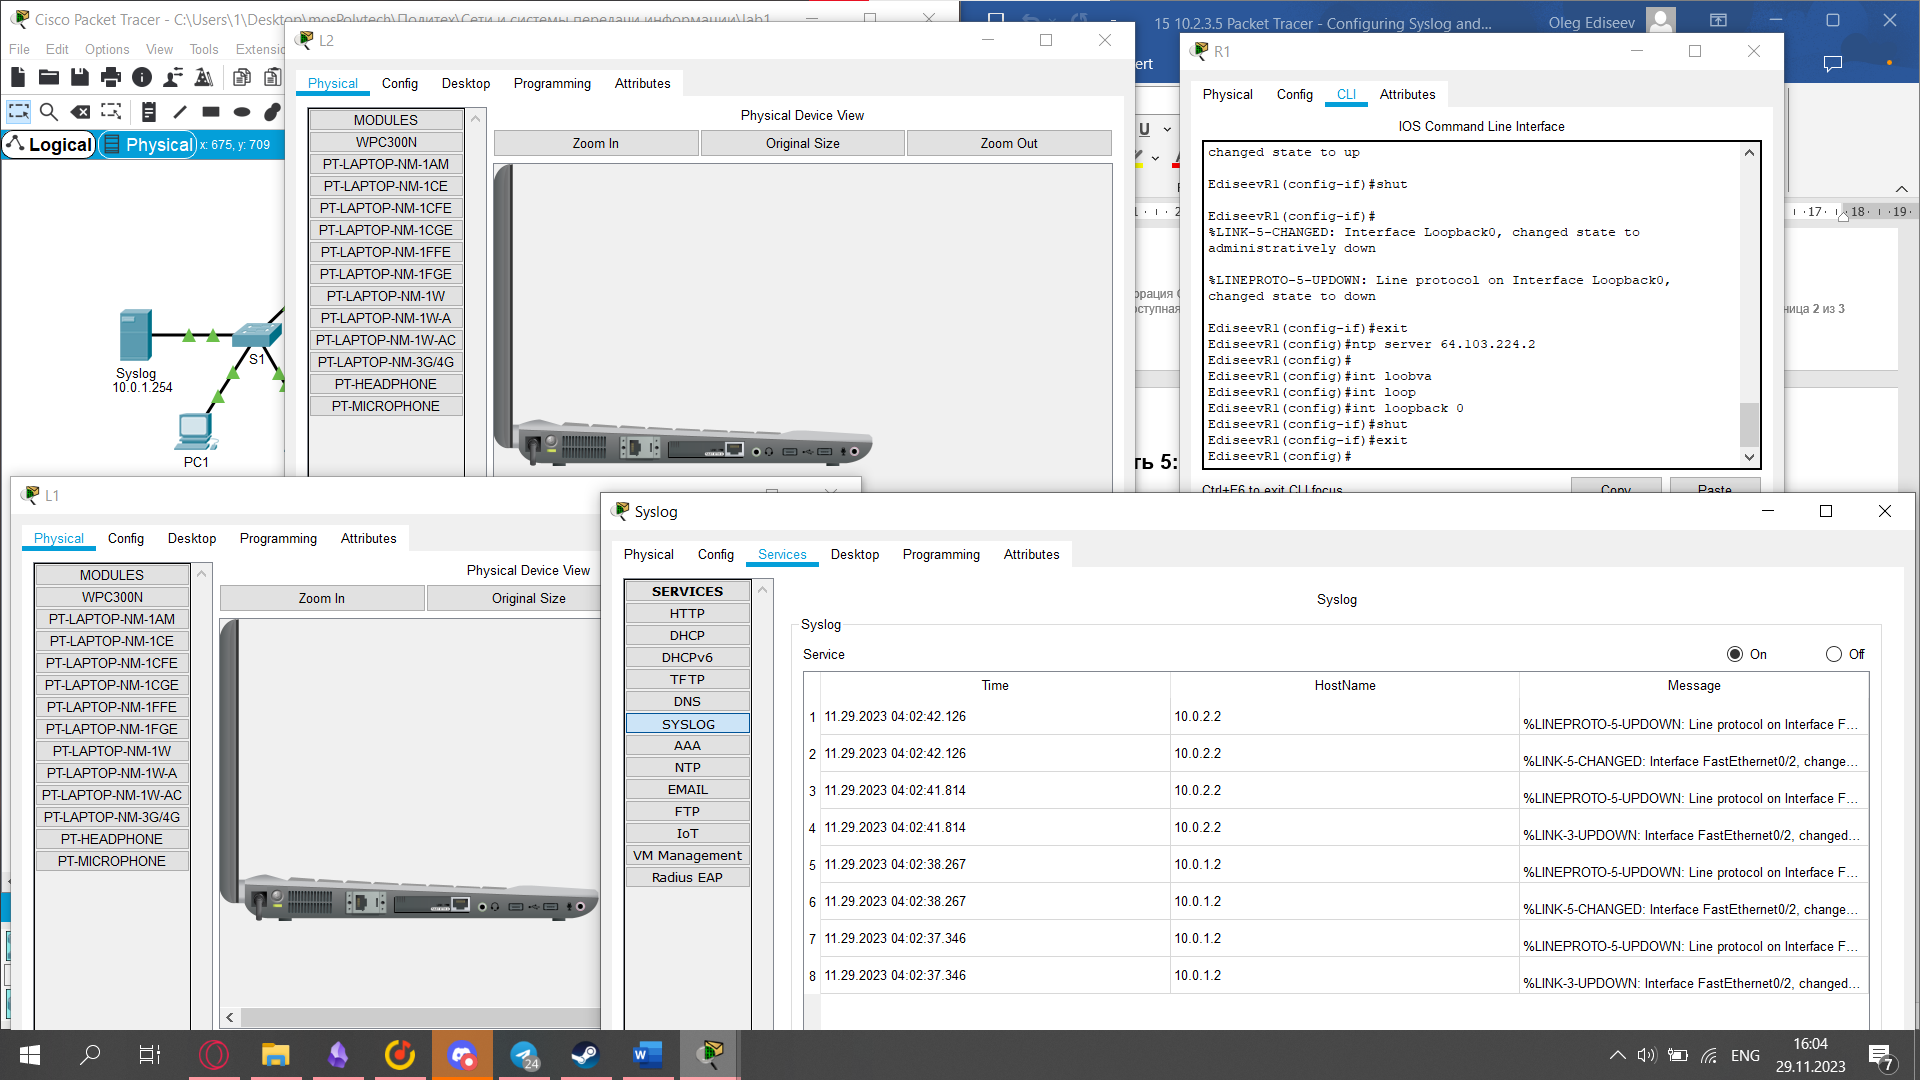 Cisco Packet Tracer - C:\Users\1\Desktop\mosPolytech\Политех\Сети и системы передачи информации\lab1
File Edit Options View Tools Extensio
Logical
Physical
x: 675, y: 709
Syslog
10.0.1.254
S1
PC1
L2
Physical Config Desktop Programming Attributes
MODULES
WPC300N
PT-LAPTOP-NM-1AM
PT-LAPTOP-NM-1CE
PT-LAPTOP-NM-1CFE
PT-LAPTOP-NM-1CGE
PT-LAPTOP-NM-1FFE
PT-LAPTOP-NM-1FGE
PT-LAPTOP-NM-1W
PT-LAPTOP-NM-1W-A
PT-LAPTOP-NM-1W-AC
PT-LAPTOP-NM-3G/4G
PT-HEADPHONE
PT-MICROPHONE
Physical Device View
Zoom In Original Size Zoom Out
15 10.2.3.5 Packet Tracer - Configuring Syslog and...
Oleg Ediseev
ert
U
2
17 18 19
рация
оступная
ница 2 из 3
ть 5:
R1
Physical Config CLI Attributes
IOS Command Line Interface
changed state to up
EdiseevR1(config-if)#shut
EdiseevR1(config-if)#
%LINK-5-CHANGED: Interface Loopback0, changed state to
administratively down
%LINEPROTO-5-UPDOWN: Line protocol on Interface Loopback0,
changed state to down
EdiseevR1(config-if)#exit
EdiseevR1(config)#ntp server 64.103.224.2
EdiseevR1(config)#
EdiseevR1(config)#int loobva
EdiseevR1(config)#int loop
EdiseevR1(config)#int loopback 0
EdiseevR1(config-if)#shut
EdiseevR1(config-if)#exit
EdiseevR1(config)#
Ctrl+F6 to exit CLI focus
Copy Paste
L1
Physical Config Desktop Programming Attributes
MODULES
WPC300N
PT-LAPTOP-NM-1AM
PT-LAPTOP-NM-1CE
PT-LAPTOP-NM-1CFE
PT-LAPTOP-NM-1CGE
PT-LAPTOP-NM-1FFE
PT-LAPTOP-NM-1FGE
PT-LAPTOP-NM-1W
PT-LAPTOP-NM-1W-A
PT-LAPTOP-NM-1W-AC
PT-LAPTOP-NM-3G/4G
PT-HEADPHONE
PT-MICROPHONE
Physical Device View
Zoom In Original Size
Syslog
Physical Config Services Desktop Programming Attributes
SERVICES
HTTP
DHCP
DHCPv6
TFTP
DNS
SYSLOG
AAA
NTP
EMAIL
FTP
IoT
VM Management
Radius EAP
Syslog
Syslog
Service On Off
Time HostName Message
1 11.29.2023 04:02:42.126 10.0.2.2 %LINEPROTO-5-UPDOWN: Line protocol on Interface F...
2 11.29.2023 04:02:42.126 10.0.2.2 %LINK-5-CHANGED: Interface FastEthernet0/2, change...
3 11.29.2023 04:02:41.814 10.0.2.2 %LINEPROTO-5-UPDOWN: Line protocol on Interface F...
4 11.29.2023 04:02:41.814 10.0.2.2 %LINK-3-UPDOWN: Interface FastEthernet0/2, changed...
5 11.29.2023 04:02:38.267 10.0.1.2 %LINEPROTO-5-UPDOWN: Line protocol on Interface F...
6 11.29.2023 04:02:38.267 10.0.1.2 %LINK-5-CHANGED: Interface FastEthernet0/2, change...
7 11.29.2023 04:02:37.346 10.0.1.2 %LINEPROTO-5-UPDOWN: Line protocol on Interface F...
8 11.29.2023 04:02:37.346 10.0.1.2 %LINK-3-UPDOWN: Interface FastEthernet0/2, changed...
24
ENG
16:04
29.11.2023
7